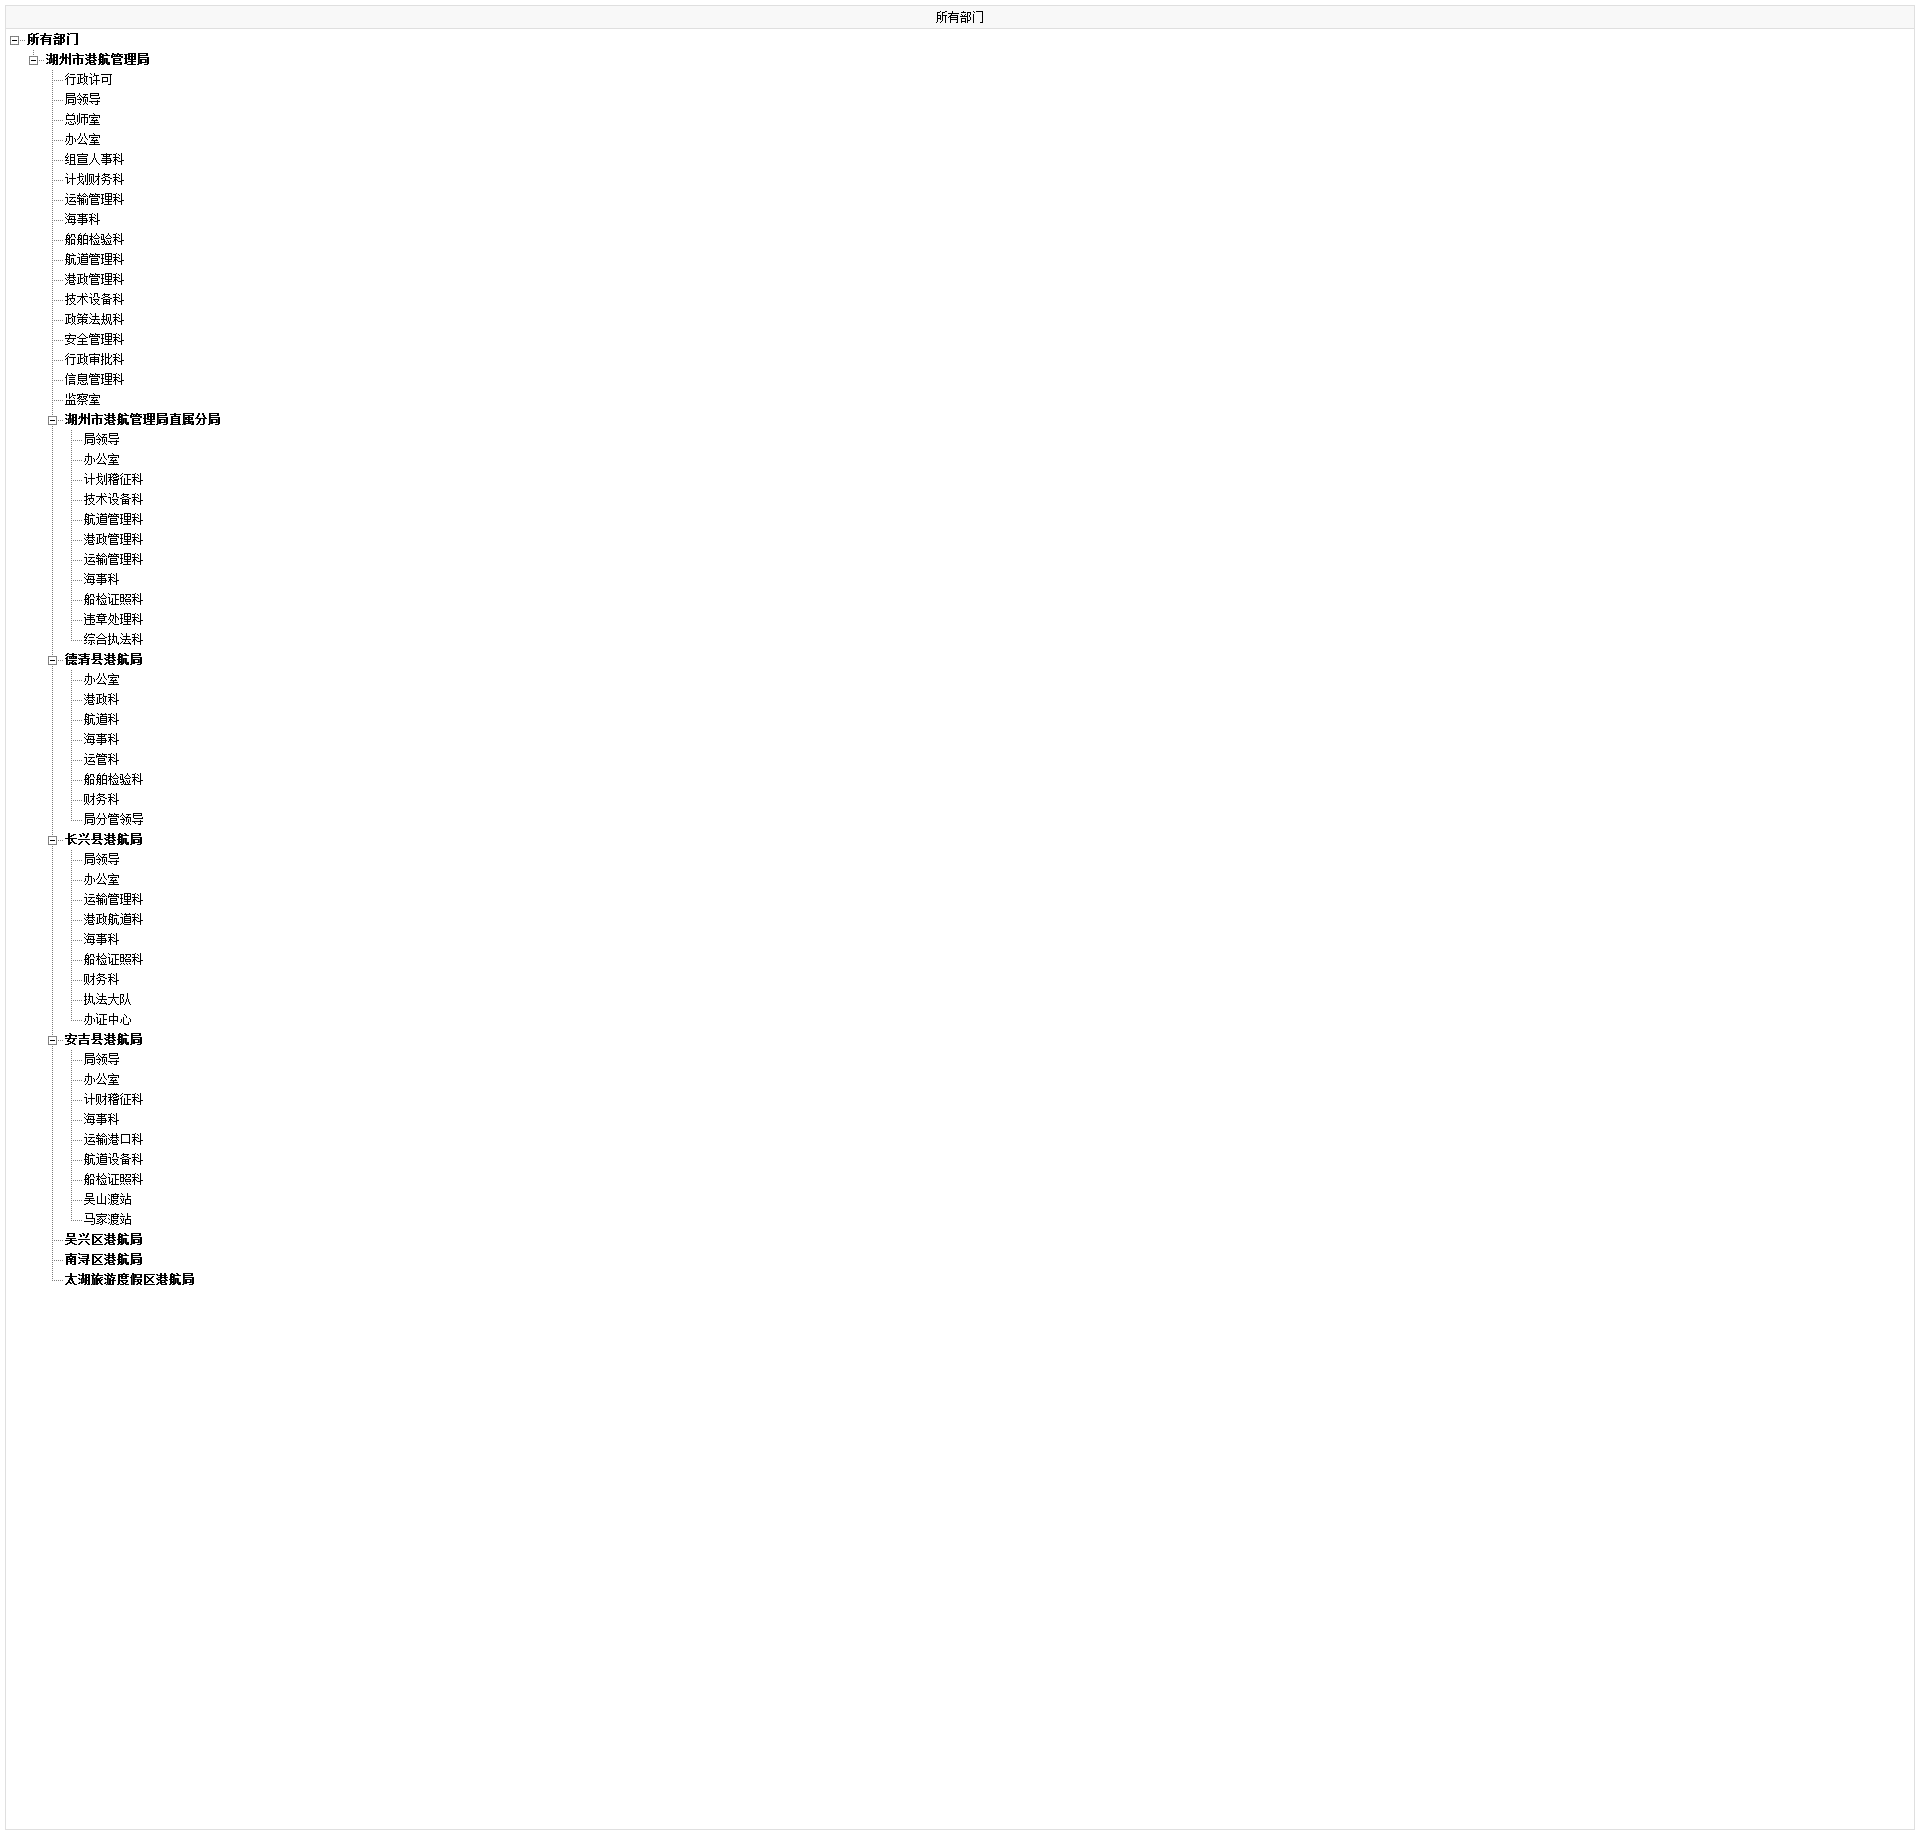 所有部门
所有部门
湖州市港航管理局
行政许可
局领导
总师室
办公室
组宣人事科
计划财务科
运输管理科
海事科
船舶检验科
航道管理科
港政管理科
技术设备科
政策法规科
安全管理科
行政审批科
信息管理科
监察室
湖州市港航管理局直属分局
局领导
办公室
计划稽征科
技术设备科
航道管理科
港政管理科
运输管理科
海事科
船检证照科
违章处理科
综合执法科
德清县港航局
办公室
港政科
航道科
海事科
运管科
船舶检验科
财务科
局分管领导
长兴县港航局
局领导
办公室
运输管理科
港政航道科
海事科
船检证照科
财务科
执法大队
办证中心
安吉县港航局
局领导
办公室
计财稽征科
海事科
运输港口科
航道设备科
船检证照科
吴山渡站
马家渡站
吴兴区港航局
南浔区港航局
太湖旅游度假区港航局